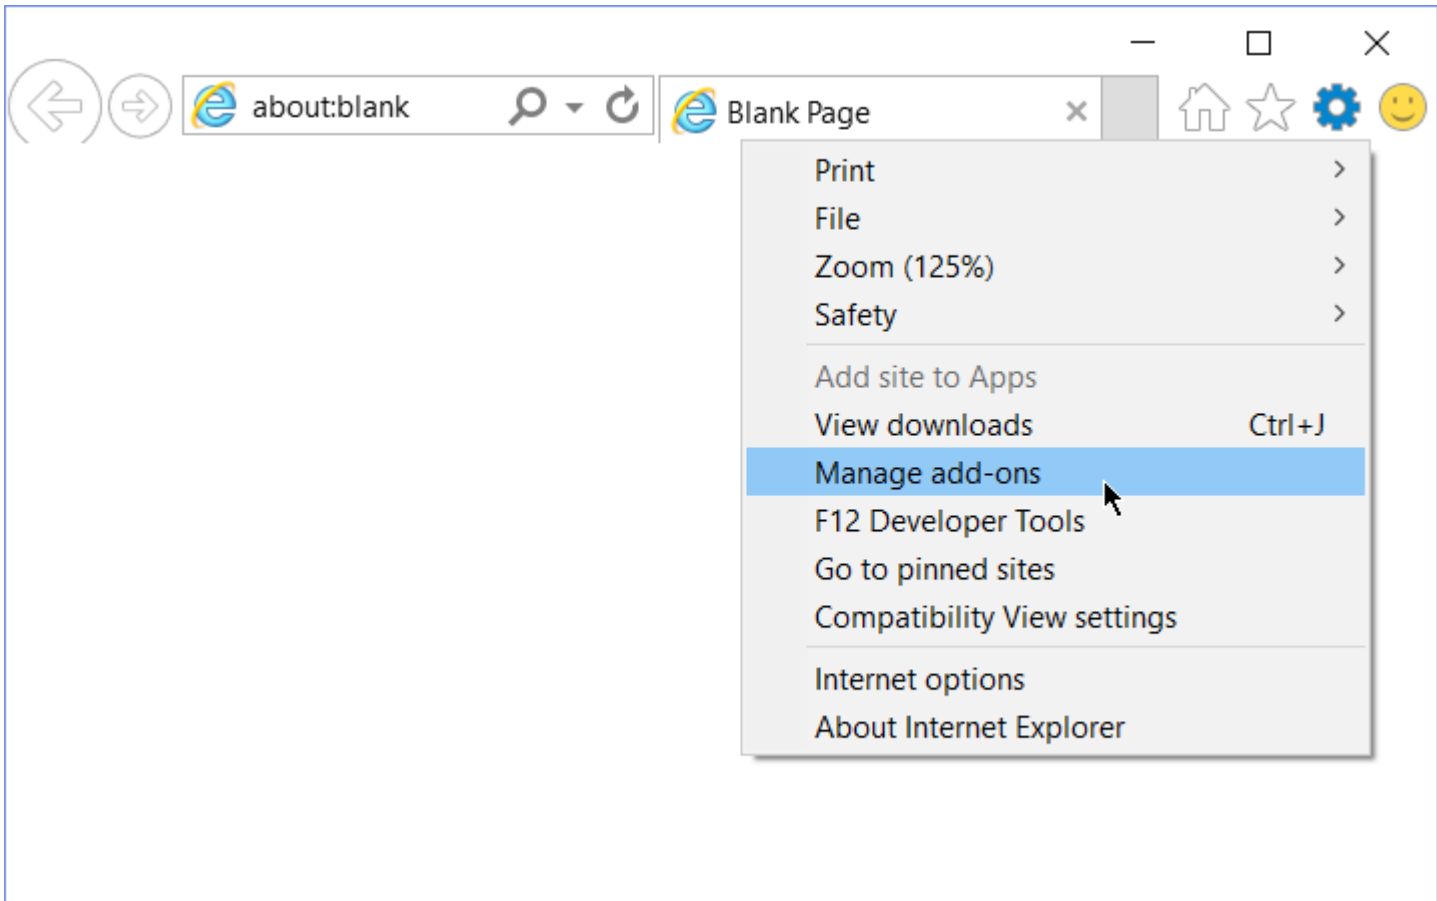 about:blank
Blank Page
Print
File
Zoom (125%)
Safety
Add site to Apps
View downloads Ctrl+J
Manage add-ons
F12 Developer Tools
Go to pinned sites
Compatibility View settings
Internet options
About Internet Explorer